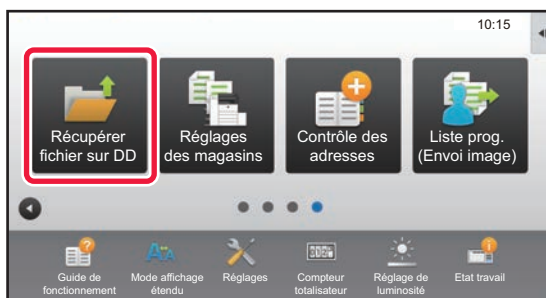 10:15
Récupérer
fichier sur DD
Réglages
des magasins
Contrôle des
adresses
Liste prog.
(Envoi image)
Guide de
fonctionnement
Mode affichage
étendu
Réglages
Compteur
totalisateur
Réglage de
luminosité
Etat travail